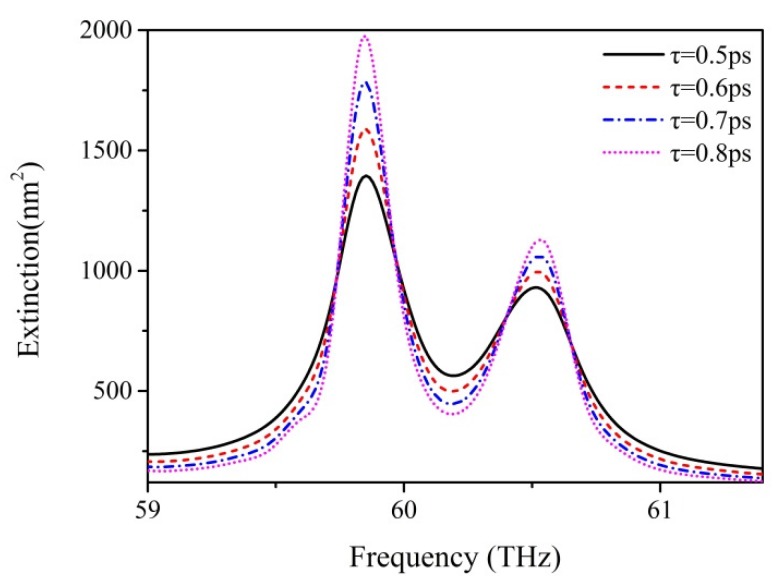 2000
1500
1000
500
59
60
61
Extinction(nm²)
Frequency (THz)
τ=0.5ps
τ=0.6ps
τ=0.7ps
τ=0.8ps